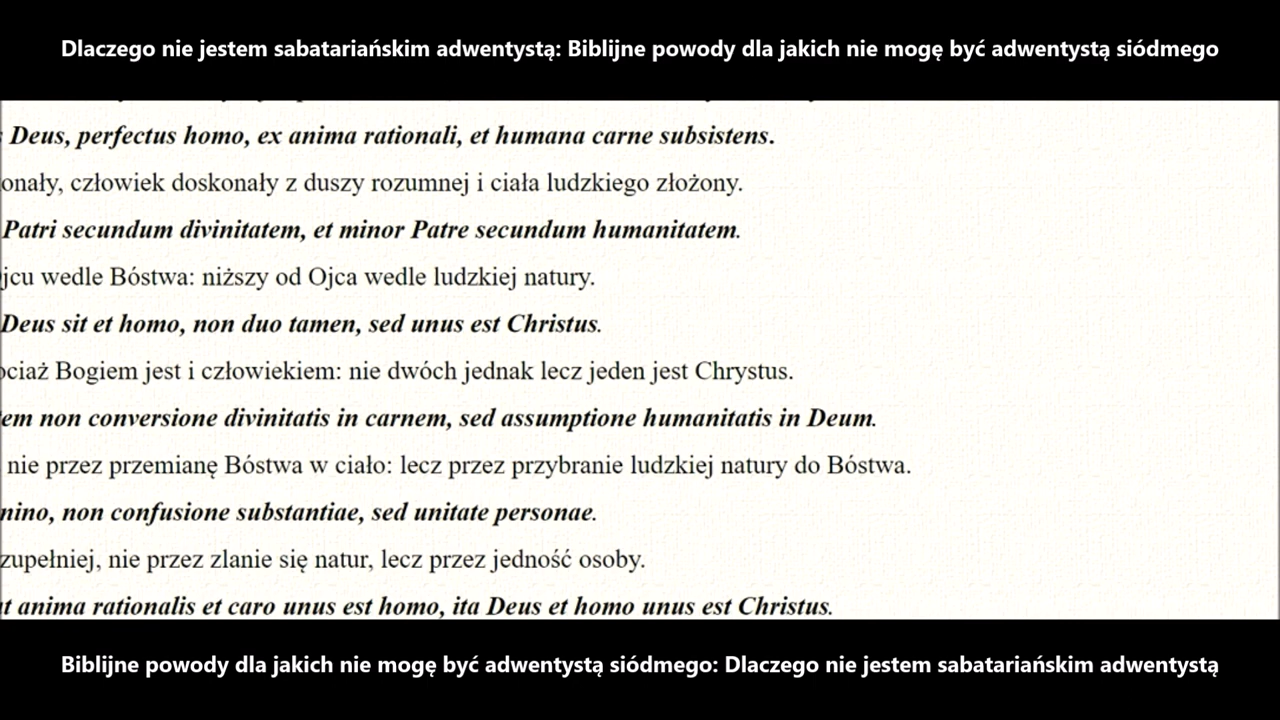 Dlaczego nie jestem sabatariańskim adwentystą: Biblijne powody dla jakich nie mogę być adwentystą siódmego
Deus, perfectus homo, ex anima rationali, et humana carne subsistens.
onały, człowiek doskonały z duszy rozumnej i ciała ludzkiego złożony.
Patri secundum divinitatem, et minor Patre secundum humanitatem.
jcu wedle Bóstwa: niższy od Ojca wedle ludzkiej natury.
Deus sit et homo, non duo tamen, sed unus est Christus.
ociaż Bogiem jest i człowiekiem: nie dwóch jednak lecz jeden jest Chrystus.
em non conversione divinitatis in carnem, sed assumptione humanitatis in Deum.
nie przez przemianę Bóstwa w ciało: lecz przez przybranie ludzkiej natury do Bóstwa.
nino, non confusione substantiae, sed unitate personae.
zupełniej, nie przez zlanie się natur, lecz przez jedność osoby.
t anima rationalis et caro unus est homo, ita Deus et homo unus est Christus.
Biblijne powody dla jakich nie mogę być adwentystą siódmego: Dlaczego nie jestem sabatariańskim adwentystą